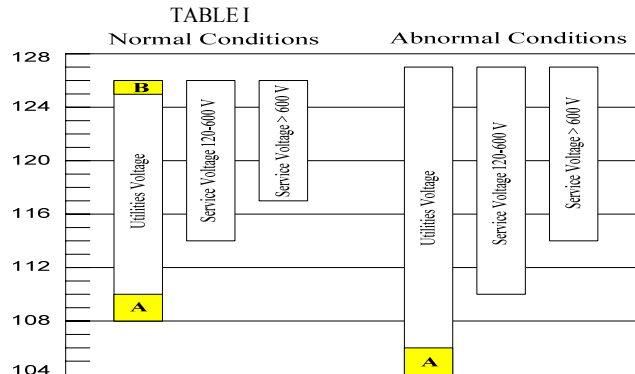 TABLE I
Normal Conditions
Abnormal Conditions
128
124
120
116
112
108
104
B
Utilities Voltage
A
Service Voltage 120-600 V
Service Voltage > 600 V
Utilities Voltage
A
Service Voltage 120-600 V
Service Voltage > 600 V